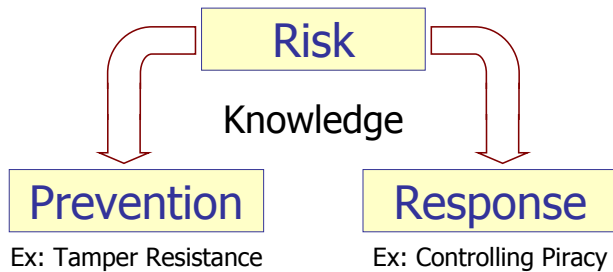 Risk
Knowledge
Prevention
Response
Ex: Tamper Resistance
Ex: Controlling Piracy